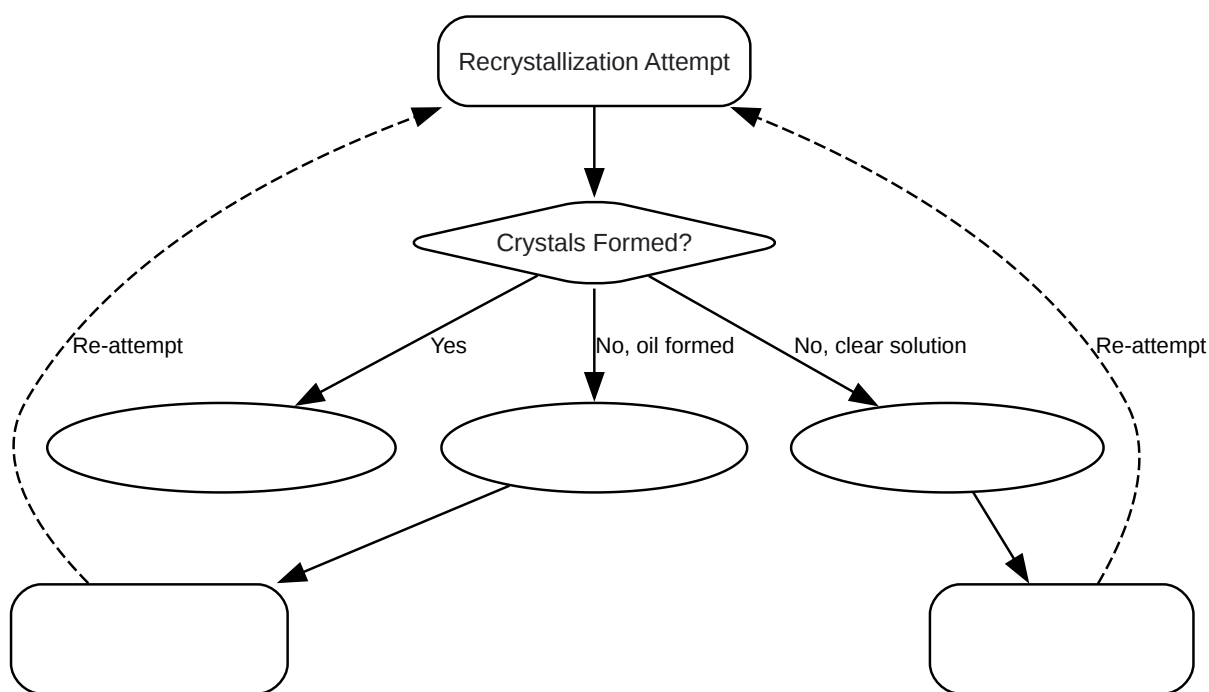 Recrystallization Attempt
Crystals Formed?
Re-attempt
Yes
No, oil formed
No, clear solution
Re-attempt